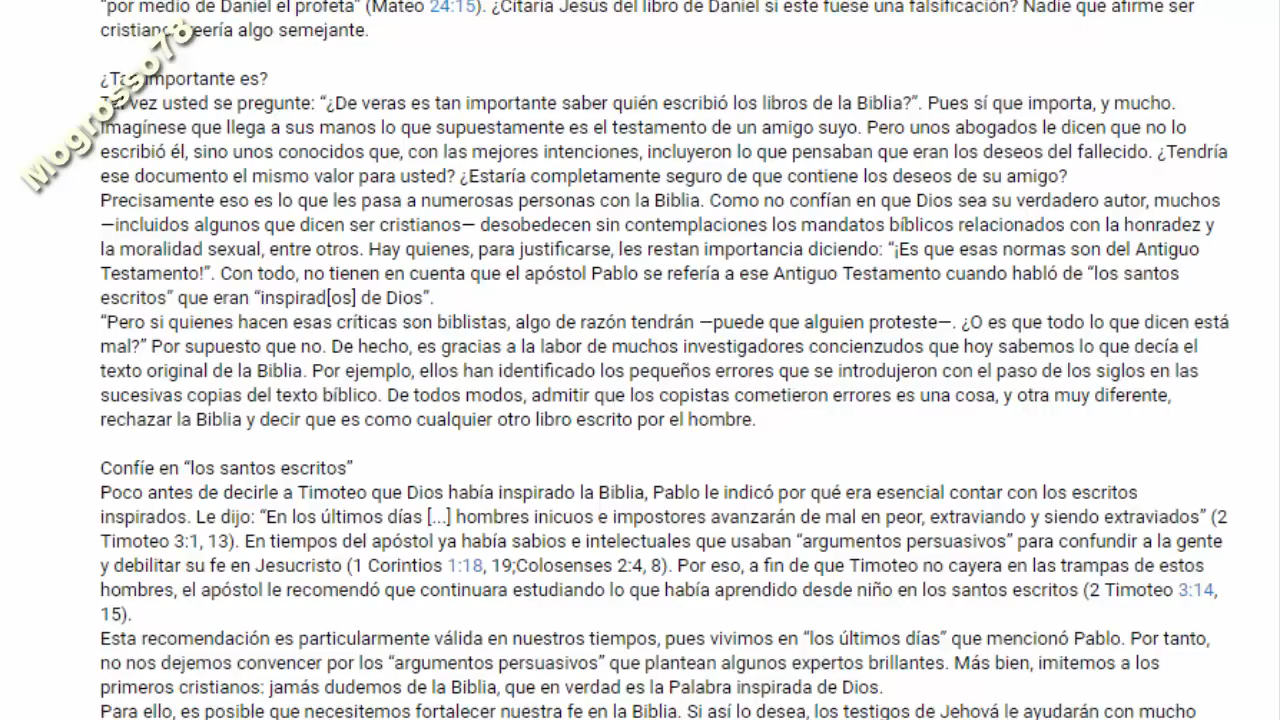 “por medio de Daniel el profeta” (Mateo 24:15). ¿Citaría Jesús del libro de Daniel si este fuese una falsificación? Nadie que afirme ser
cristiano creería algo semejante.
¿Tan importante es?
Tal vez usted se pregunte: “¿De veras es tan importante saber quién escribió los libros de la Biblia?”. Pues sí que importa, y mucho.
Imagínese que llega a sus manos lo que supuestamente es el testamento de un amigo suyo. Pero unos abogados le dicen que no lo
escribió él, sino unos conocidos que, con las mejores intenciones, incluyeron lo que pensaban que eran los deseos del fallecido. ¿Tendría
ese documento el mismo valor para usted? ¿Estaría completamente seguro de que contiene los deseos de su amigo?
Precisamente eso es lo que les pasa a numerosas personas con la Biblia. Como no confían en que Dios sea su verdadero autor, muchos
—incluidos algunos que dicen ser cristianos— desobedecen sin contemplaciones los mandatos bíblicos relacionados con la honradez y
la moralidad sexual, entre otros. Hay quienes, para justificarse, les restan importancia diciendo: “¡Es que esas normas son del Antiguo
Testamento!”. Con todo, no tienen en cuenta que el apóstol Pablo se refería a ese Antiguo Testamento cuando habló de “los santos
escritos” que eran “inspirad[os] de Dios”.
“Pero si quienes hacen esas críticas son biblistas, algo de razón tendrán —puede que alguien proteste—. ¿O es que todo lo que dicen está
mal?” Por supuesto que no. De hecho, es gracias a la labor de muchos investigadores concienzudos que hoy sabemos lo que decía el
texto original de la Biblia. Por ejemplo, ellos han identificado los pequeños errores que se introdujeron con el paso de los siglos en las
sucesivas copias del texto bíblico. De todos modos, admitir que los copistas cometieron errores es una cosa, y otra muy diferente,
rechazar la Biblia y decir que es como cualquier otro libro escrito por el hombre.
Confíe en “los santos escritos”
Poco antes de decirle a Timoteo que Dios había inspirado la Biblia, Pablo le indicó por qué era esencial contar con los escritos
inspirados. Le dijo: “En los últimos días [...] hombres inicuos e impostores avanzarán de mal en peor, extraviando y siendo extraviados” (2
Timoteo 3:1, 13). En tiempos del apóstol ya había sabios e intelectuales que usaban “argumentos persuasivos” para confundir a la gente
y debilitar su fe en Jesucristo (1 Corintios 1:18, 19;Colosenses 2:4, 8). Por eso, a fin de que Timoteo no cayera en las trampas de estos
hombres, el apóstol le recomendó que continuara estudiando lo que había aprendido desde niño en los santos escritos (2 Timoteo 3:14,
15).
Esta recomendación es particularmente válida en nuestros tiempos, pues vivimos en “los últimos días” que mencionó Pablo. Por tanto,
no nos dejemos convencer por los “argumentos persuasivos” que plantean algunos expertos brillantes. Más bien, imitemos a los
primeros cristianos: jamás dudemos de la Biblia, que en verdad es la Palabra inspirada de Dios.
Para ello, es posible que necesitemos fortalecer nuestra fe en la Biblia. Si así lo desea, los testigos de Jehová le ayudarán con mucho
Mogrosso78